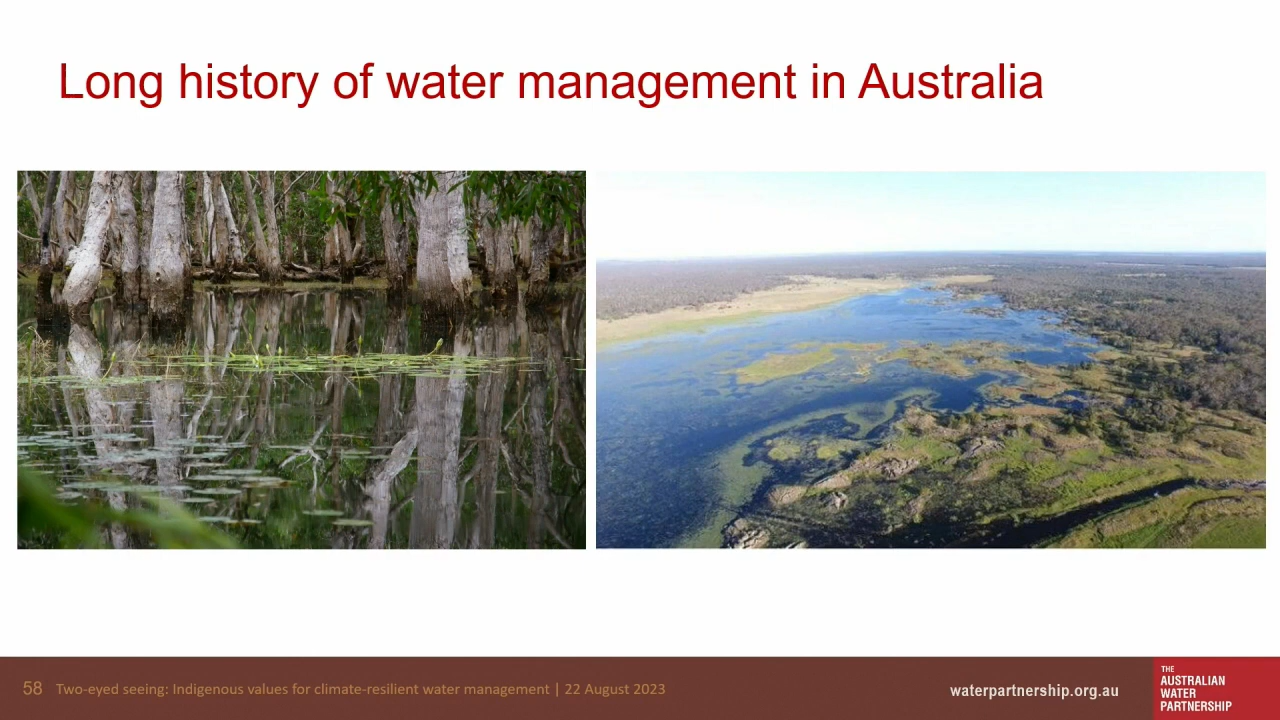 Long history of water management in Australia
58 Two-eyed seeing: Indigenous values for climate-resilient water management | 22 August 2023
waterpartnership.org.au
THE
AUSTRALIAN
WATER
PARTNERSHIP